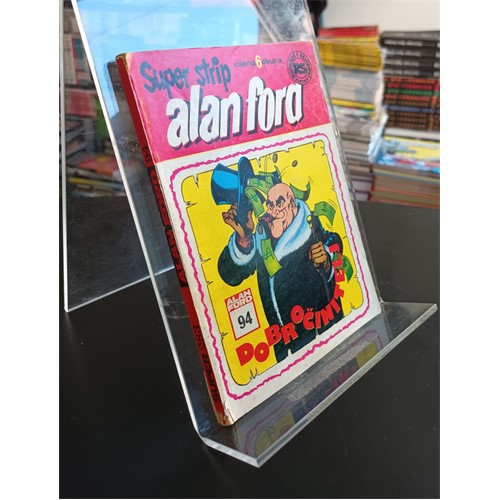 Super strip
cijena 6 dinara
alan ford
ALAN
FORD
94
DOBROČINITELJ